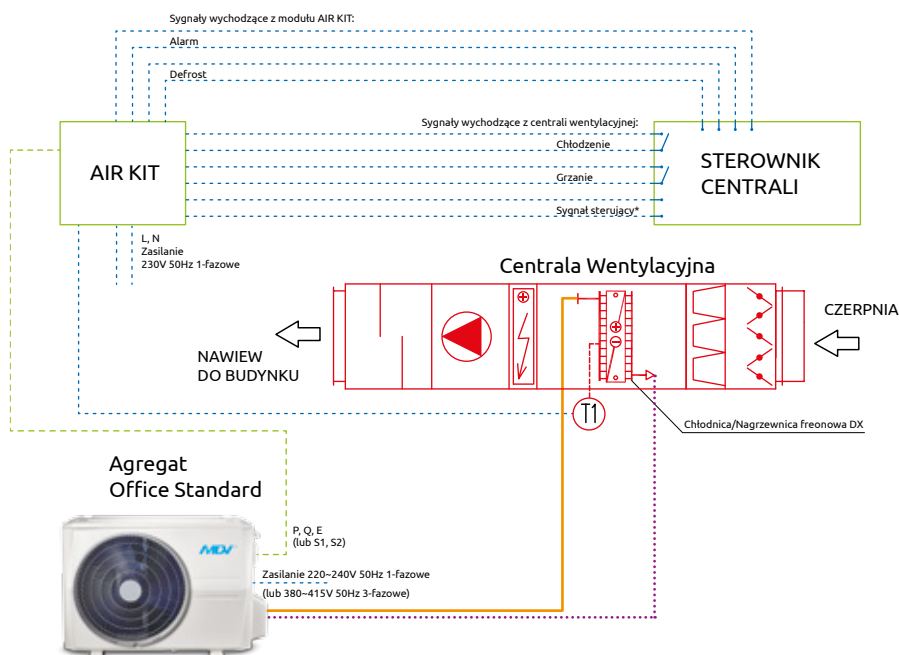 Sygnały wychodzące z modułu AIR KIT:
Alarm
Defrost
Sygnały wychodzące z centrali wentylacyjnej:
Chłodzenie
AIR KIT
STEROWNIK
CENTRALI
Grzanie
Sygnał sterujący*
L, N
Zasilanie
230V 50Hz 1-fazowe
Centrala Wentylacyjna
CZERPNIA
NAWIEW
DO BUDYNKU
T1
Chłodnica/Nagrzewnica freonowa DX
Agregat
Office Standard
MDV
P, Q, E
(lub S1, S2)
Zasilanie 220~240V 50Hz 1-fazowe
(lub 380~415V 50Hz 3-fazowe)